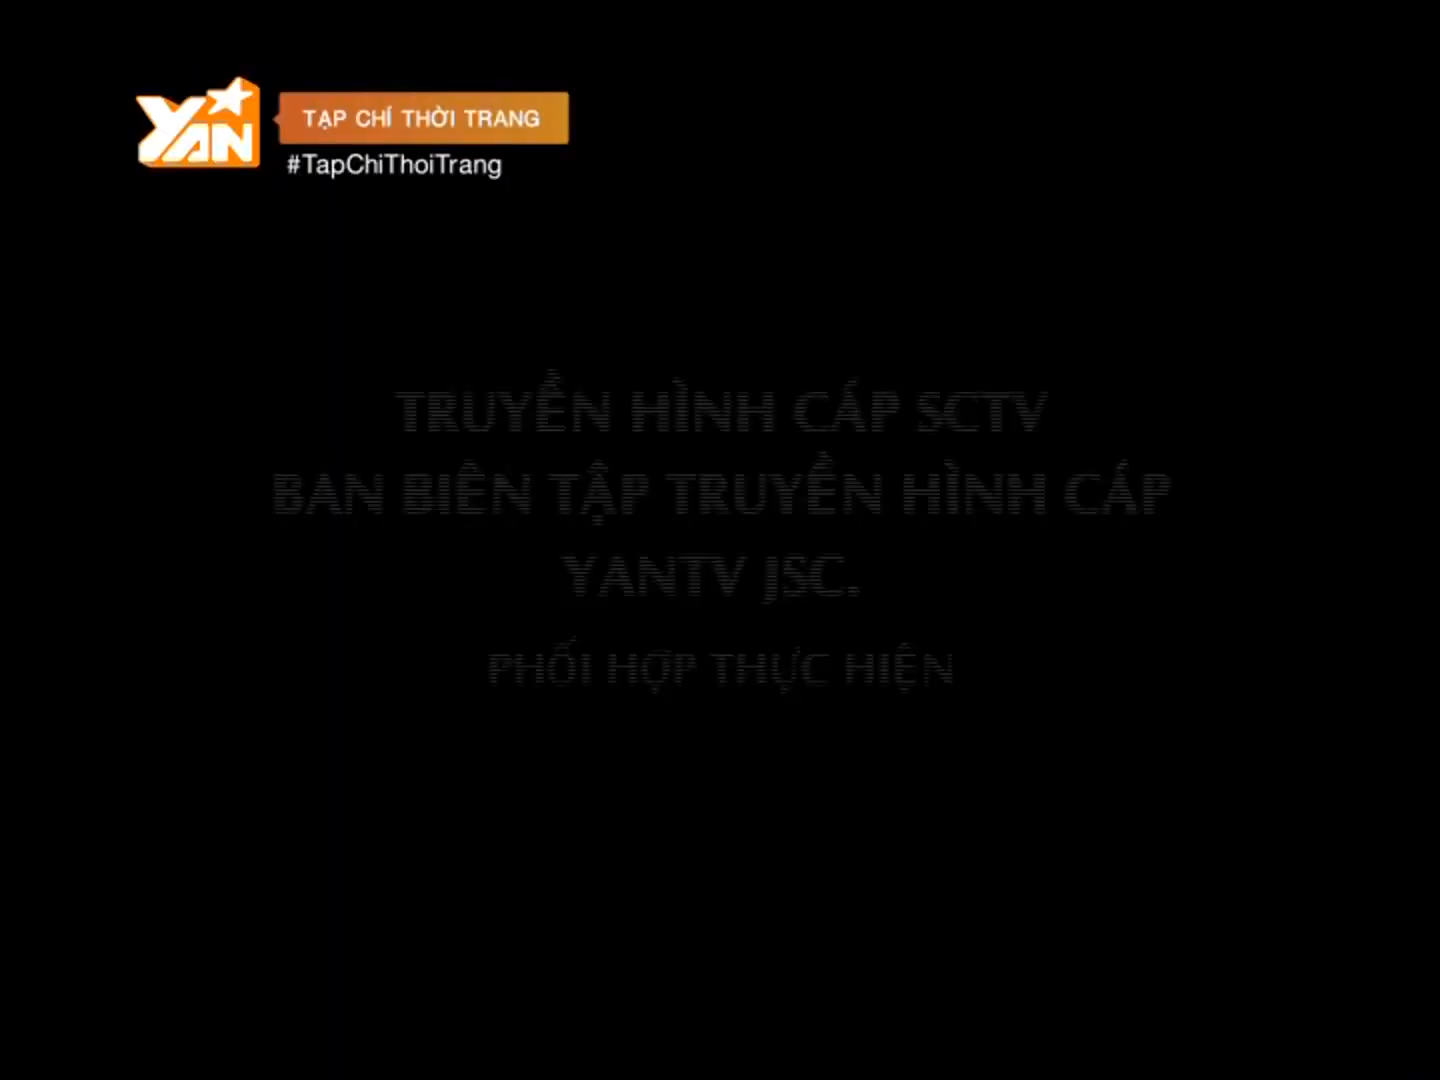 YAN
TẠP CHÍ THỜI TRANG
#TapChiThoiTrang
TRUYỀN HÌNH CÁP SCTV
BAN BIÊN TẬP TRUYỀN HÌNH CÁP
YANTV JSC.
PHỐI HỢP THỰC HIỆN